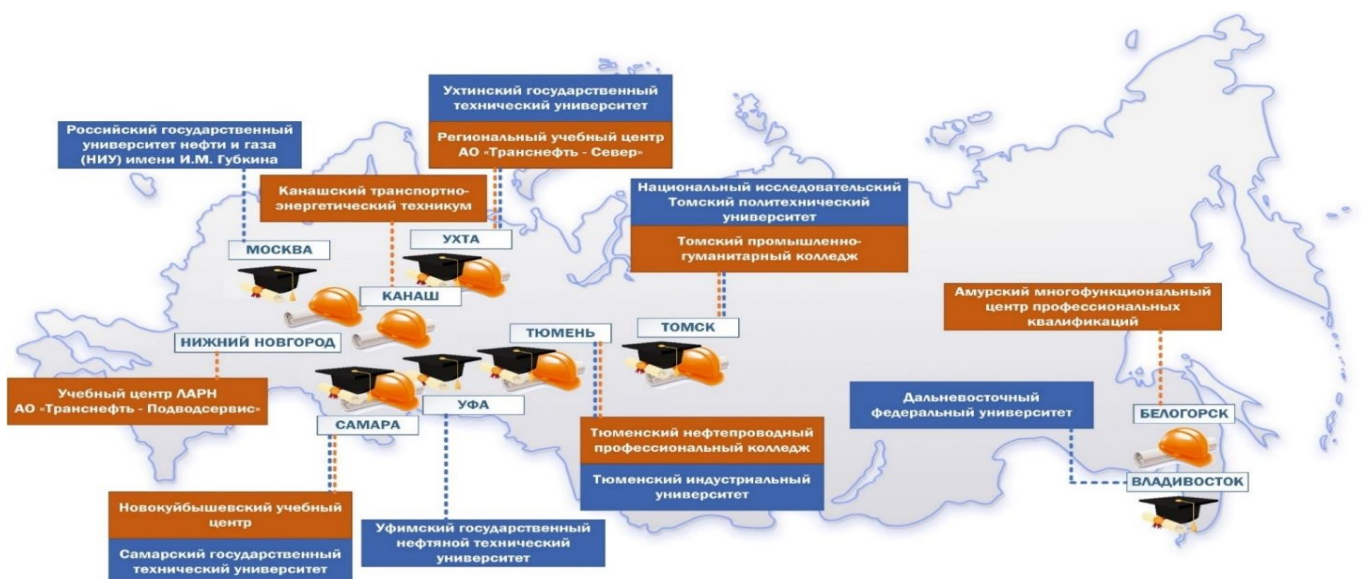 Ухтинский государственный
технический университет
Региональный учебный центр
АО «Транснефть - Север»
Российский государственный
университет нефти и газа
(НИУ) имени И.М. Губкина
Канашский транспортно-
энергетический техникум
Национальный исследовательский
Томский политехнический
университет
Томский промышленно-
гуманитарный колледж
МОСКВА
УХТА
КАНАШ
НИЖНИЙ НОВГОРОД
ТЮМЕНЬ
ТОМСК
Амурский многофункциональный
центр профессиональных
квалификаций
Учебный центр ЛАРН
АО «Транснефть - Подводсервис»
САМАРА
УФА
Дальневосточный
федеральный университет
БЕЛОГОРСК
ВЛАДИВОСТОК
Тюменский нефтепроводный
профессиональный колледж
Тюменский индустриальный
университет
Новокуйбышевский учебный
центр
Самарский государственный
технический университет
Уфимский государственный
нефтяной технический
университет